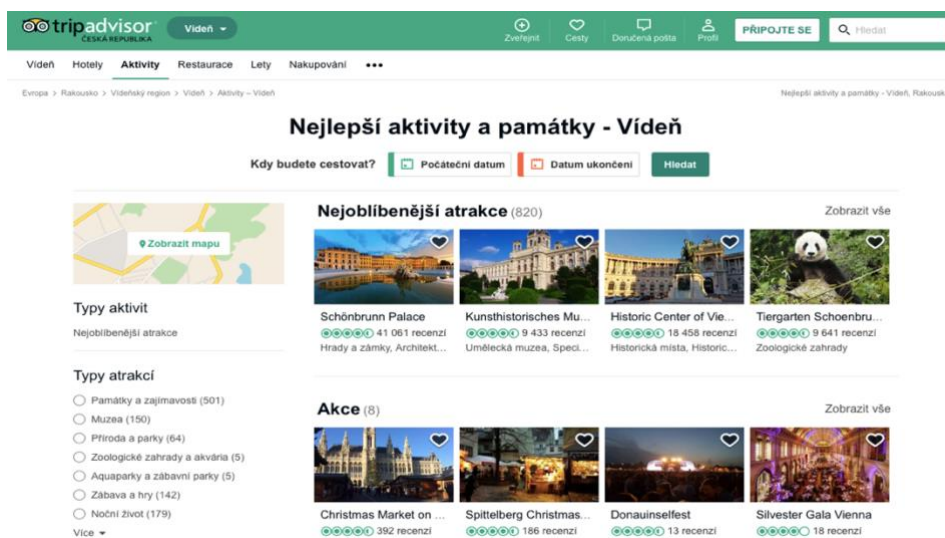 tripadvisor
ČESKÁ REPUBLIKA
Vídeň
Zveřejnit
Cesty
Doručená pošta
Profil
PŘIPOJTE SE
Hledat
Vídeň Hotely Aktivity Restaurace Lety Nakupování •••
Evropa > Rakousko > Vídeňský region > Vídeň > Aktivity – Vídeň
Nejlepší aktivity a památky - Vídeň, Rakousk
Nejlepší aktivity a památky - Vídeň
Kdy budete cestovat? Počáteční datum Datum ukončení Hledat
Zobrazit mapu
Typy aktivit
Nejoblíbenější atrakce
Typy atrakcí
Památky a zajímavosti (501)
Muzea (150)
Příroda a parky (64)
Zoologické zahrady a akvária (5)
Aquaparky a zábavní parky (5)
Zábava a hry (142)
Noční život (179)
Více
Nejoblíbenější atrakce (820) Zobrazit vše
Schönbrunn Palace
41 061 recenzí
Hrady a zámky, Architekt...
Kunsthistorisches Mu...
9 433 recenzí
Umělecká muzea, Speci...
Historic Center of Vie...
18 458 recenzí
Historická místa, Historic...
Tiergarten Schoenbru...
9 641 recenzí
Zoologické zahrady
Akce (8) Zobrazit vše
Christmas Market on ...
392 recenzí
Spittelberg Christmas...
186 recenzí
Donauinselfest
13 recenzí
Silvester Gala Vienna
18 recenzí